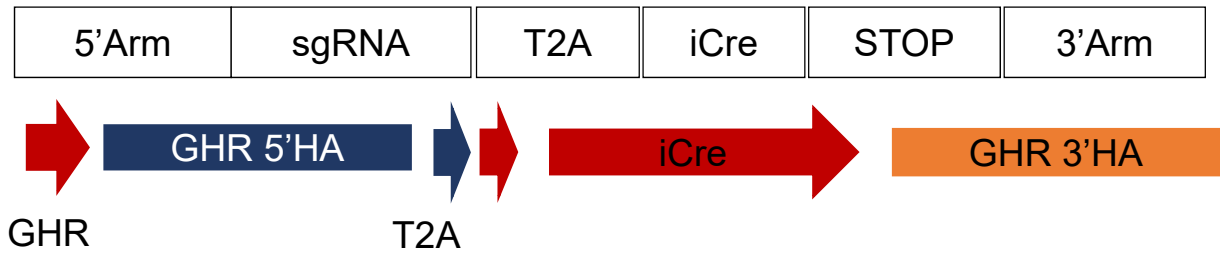 5’Arm sgRNA T2A iCre STOP 3’Arm
GHR 5’HA iCre GHR 3’HA
GHR T2A